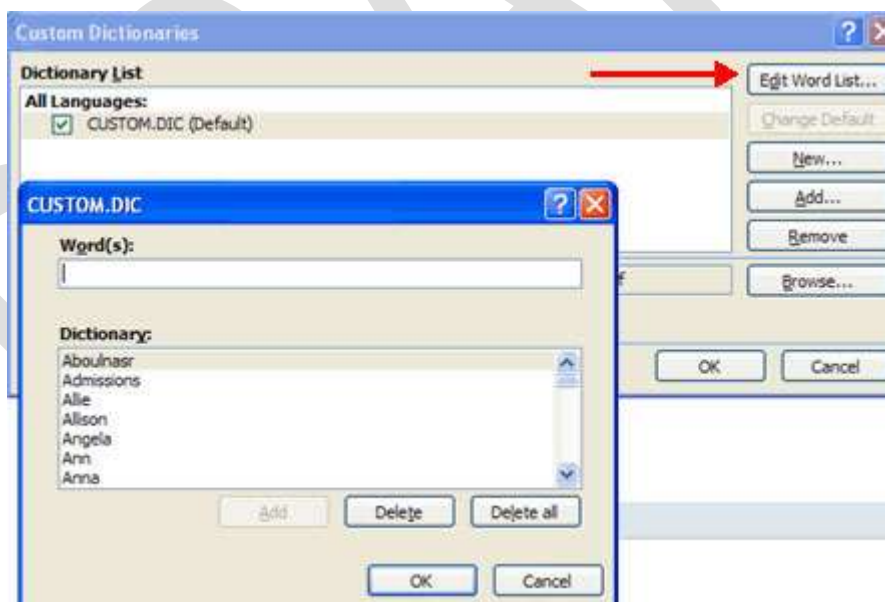 Custom Dictionaries
Dictionary List
Edit Word List...
All Languages:
CUSTOM.DIC (Default)
Change Default
New...
Add...
Remove
Browse...
OK
Cancel
CUSTOM.DIC
Word(s):
Dictionary:
Aboulnasr
Admissions
Allie
Allison
Angela
Ann
Anna
Add
Delete
Delete all
OK
Cancel